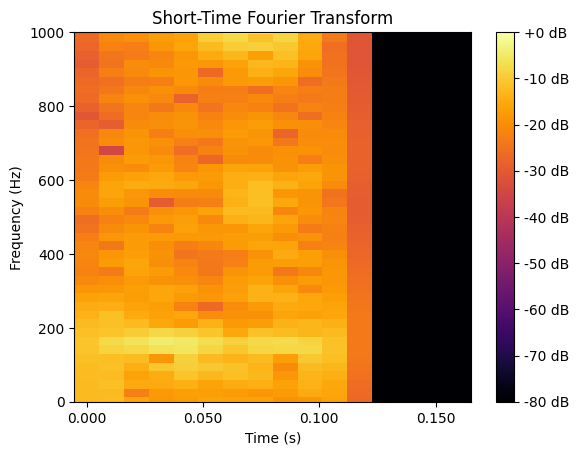 Short-Time Fourier Transform
Frequency (Hz)
1000
800
600
400
200
0
0.000 0.050 0.100 0.150
Time (s)
+0 dB
-10 dB
-20 dB
-30 dB
-40 dB
-50 dB
-60 dB
-70 dB
-80 dB